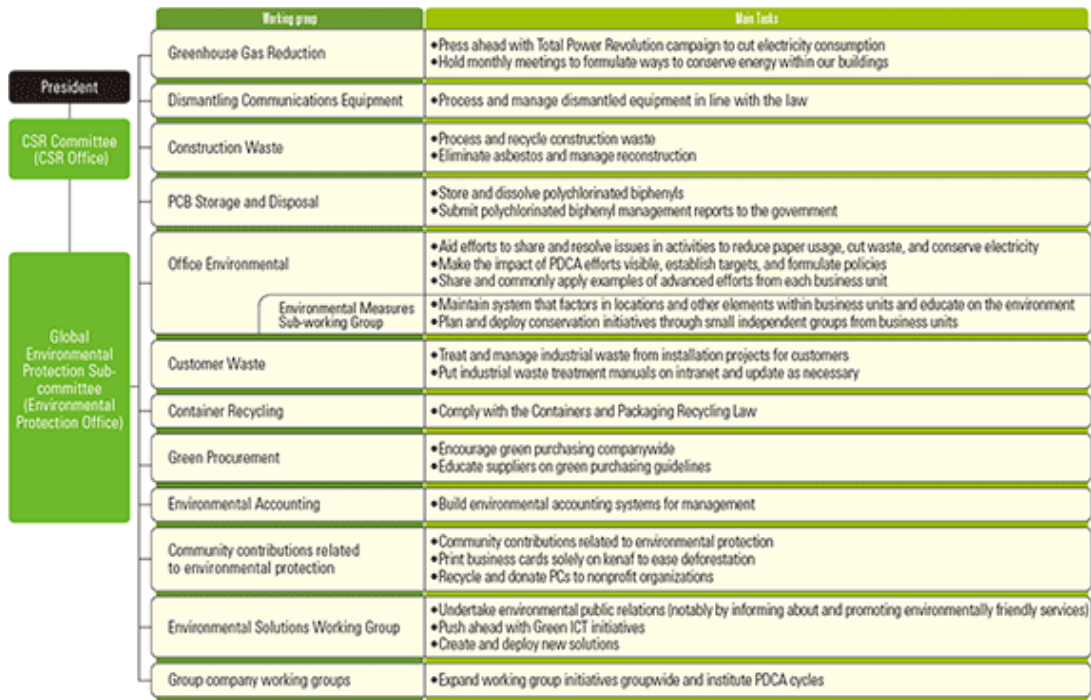 Working group
Main Tasks
President
CSR Committee
(CSR Office)
Global
Environmental
Protection Sub-
committee
(Environmental
Protection Office)
Greenhouse Gas Reduction
•Press ahead with Total Power Revolution campaign to cut electricity consumption
•Hold monthly meetings to formulate ways to conserve energy within our buildings
Dismantling Communications Equipment
•Process and manage dismantled equipment in line with the law
Construction Waste
•Process and recycle construction waste
•Eliminate asbestos and manage reconstruction
PCB Storage and Disposal
•Store and dissolve polychlorinated biphenyls
•Submit polychlorinated biphenyl management reports to the government
Office Environmental
•Aid efforts to share and resolve issues in activities to reduce paper usage, cut waste, and conserve electricity
•Make the impact of PDCA efforts visible, establish targets, and formulate policies
•Share and commonly apply examples of advanced efforts from each business unit
Environmental Measures
Sub-working Group
•Maintain system that factors in locations and other elements within business units and educate on the environment
•Plan and deploy conservation initiatives through small independent groups from business units
Customer Waste
•Treat and manage industrial waste from installation projects for customers
•Put industrial waste treatment manuals on intranet and update as necessary
Container Recycling
•Comply with the Containers and Packaging Recycling Law
Green Procurement
•Encourage green purchasing companywide
•Educate suppliers on green purchasing guidelines
Environmental Accounting
•Build environmental accounting systems for management
Community contributions related
to environmental protection
•Community contributions related to environmental protection
•Print business cards solely on kenaf to ease deforestation
•Recycle and donate PCs to nonprofit organizations
Environmental Solutions Working Group
•Undertake environmental public relations (notably by informing about and promoting environmentally friendly services)
•Push ahead with Green ICT initiatives
•Create and deploy new solutions
Group company working groups
•Expand working group initiatives groupwide and institute PDCA cycles